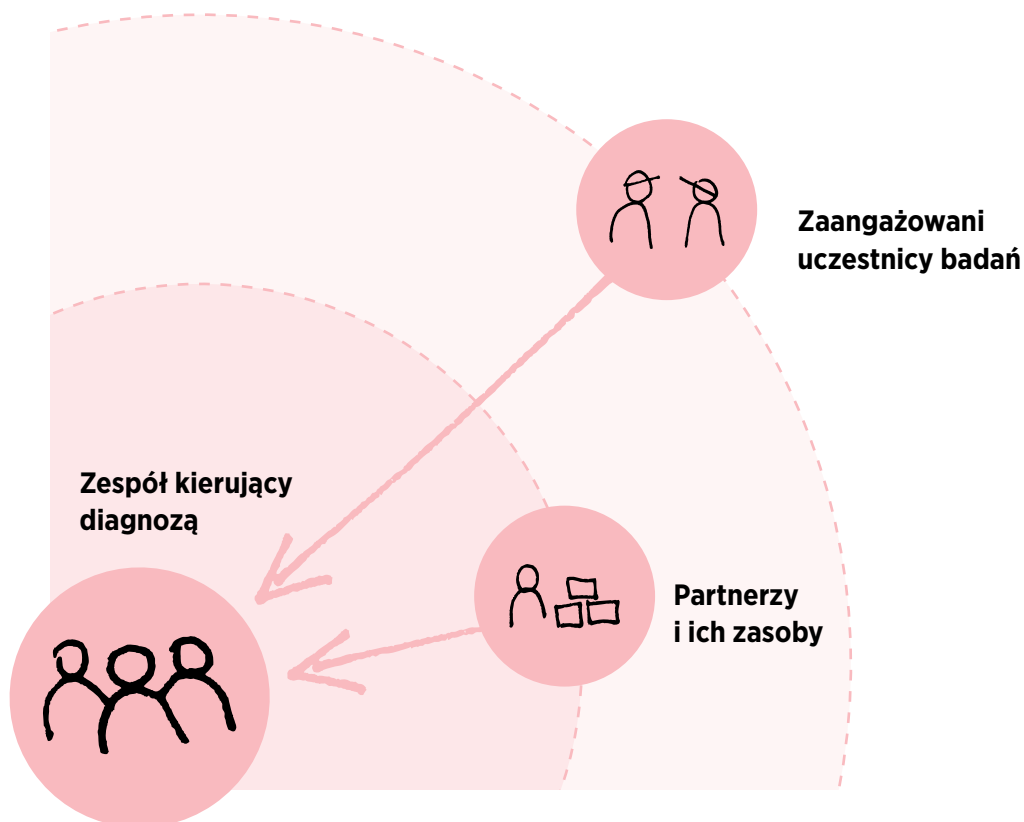 Zaangażowani
uczestnicy badań
Zespół kierujący
diagnozą
Partnerzy
i ich zasoby